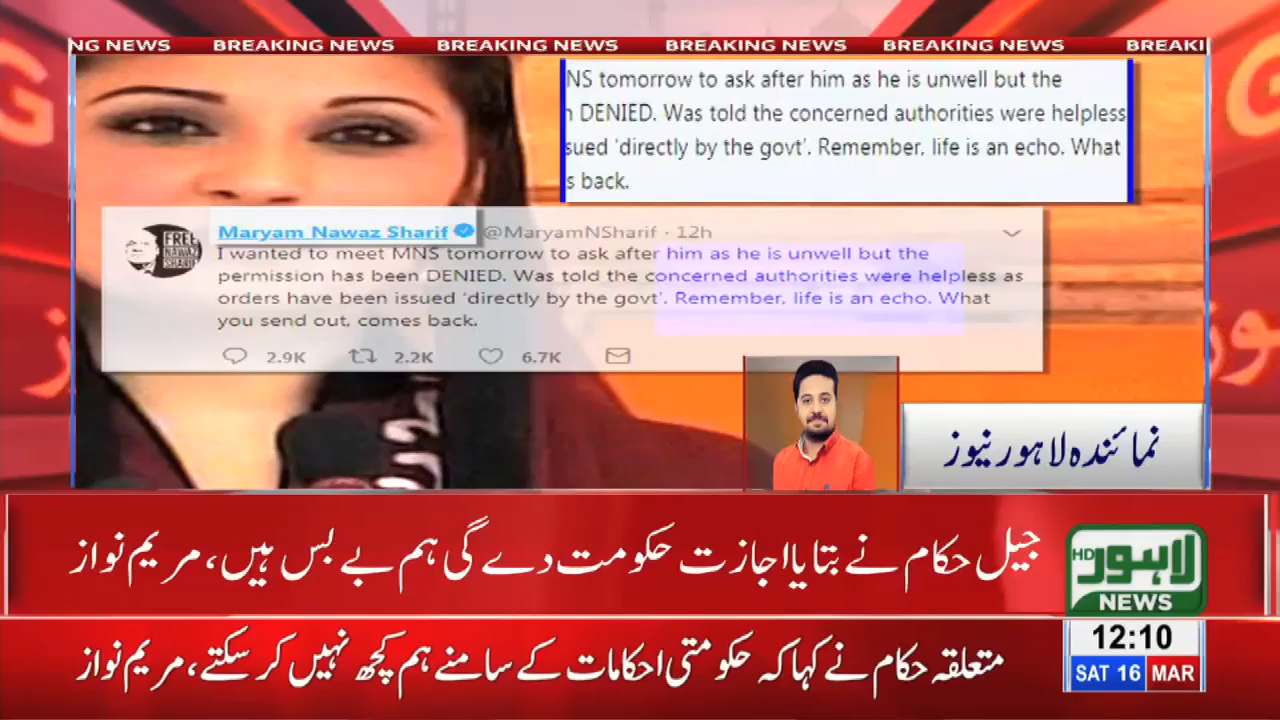 NG NEWS BREAKING NEWS BREAKING NEWS BREAKING NEWS BREAKING NEWS BREAKI
NS tomorrow to ask after him as he is unwell but the
DENIED. Was told the concerned authorities were helpless
sued 'directly by the govt'. Remember, life is an echo. What
s back.
FREE
NAWAZ
SHARIF
Maryam Nawaz Sharif @MaryamNSharif · 12h
I wanted to meet MNS tomorrow to ask after him as he is unwell but the
permission has been DENIED. Was told the concerned authorities were helpless as
orders have been issued 'directly by the govt'. Remember, life is an echo. What
you send out, comes back.
2.9K 2.2K 6.7K
نمائندہ لاہور نیوز
جیل حکام نے بتایا اجازت حکومت دے گی ہم بے بس ہیں، مریم نواز
HD لاہور
NEWS
متعلقہ حکام نے کہا کہ حکومتی احکامات کے سامنے ہم کچھ نہیں کر سکتے، مریم نواز
12:10
SAT 16 MAR